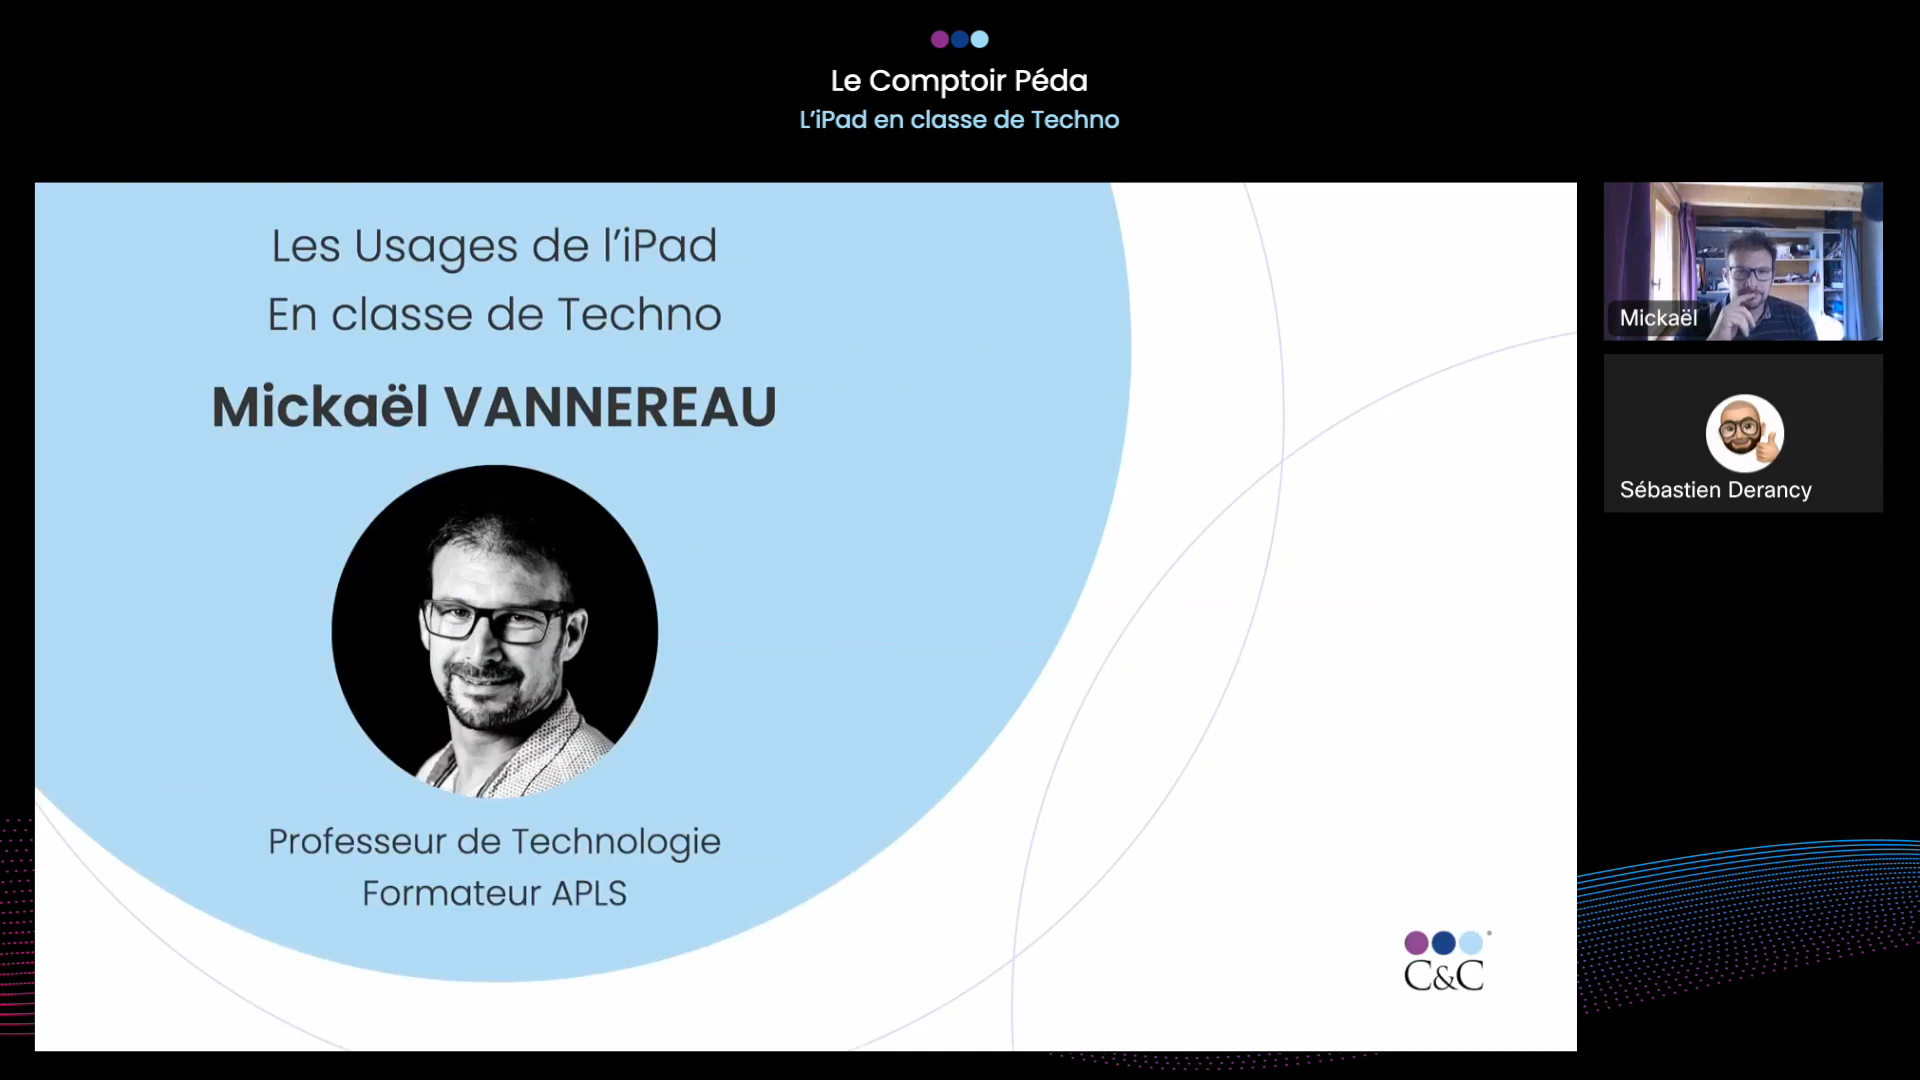 Le Comptoir Péda
L’iPad en classe de Techno
Les Usages de l’iPad
En classe de Techno
Mickaël VANNEREAU
Professeur de Technologie
Formateur APLS
C&C
Mickaël
Sébastien Derancy